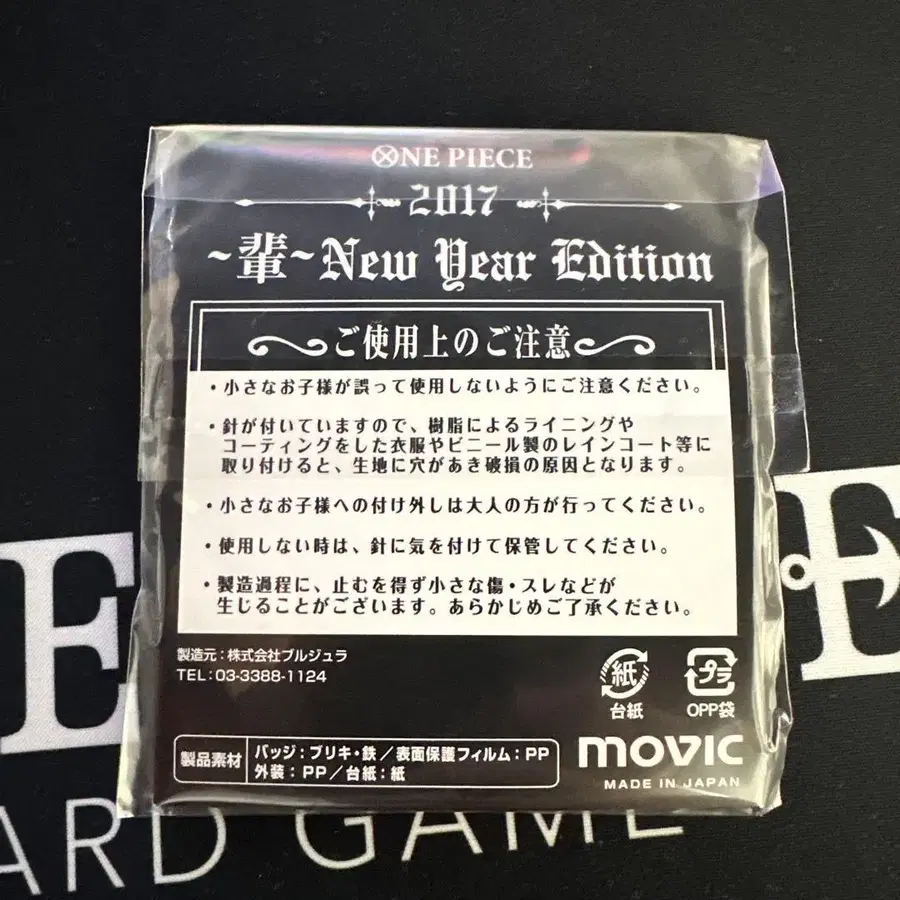 ONE PIECE
2017
~輩~New Year Edition
ご使用上のご注意
・小さなお子様が誤って使用しないようにご注意ください。
・針が付いていますので、樹脂によるライニングや
コーティングをした衣服やビニール製のレインコート等に
取り付けると、生地に穴があき破損の原因となります。
・小さなお子様への付け外しは大人の方が行ってください。
・使用しない時は、針に気を付けて保管してください。
・製造過程に、止むを得ず小さな傷・スレなどが
生じることがございます。あらかじめご了承ください。
製造元：株式会社ブルジュラ
TEL：03-3388-1124
紙
台紙
プラ
OPP袋
製品素材
バッジ：ブリキ・鉄／表面保護フィルム：PP
外装：PP／台紙：紙
movic
MADE IN JAPAN
E
E
ARD GAME